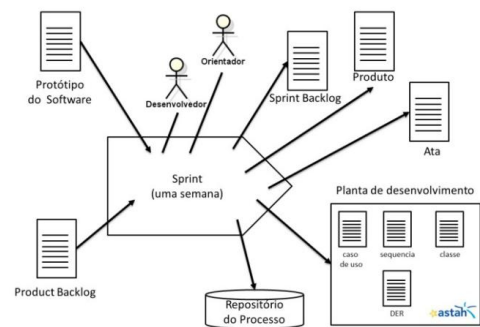 Orientador
Desenvolvedor
Protótipo
do Software
Sprint Backlog
Produto
Ata
Sprint
(uma semana)
Planta de desenvolvimento
caso
de uso
sequencia
classe
DER
astah
Product Backlog
Repositório
do Processo